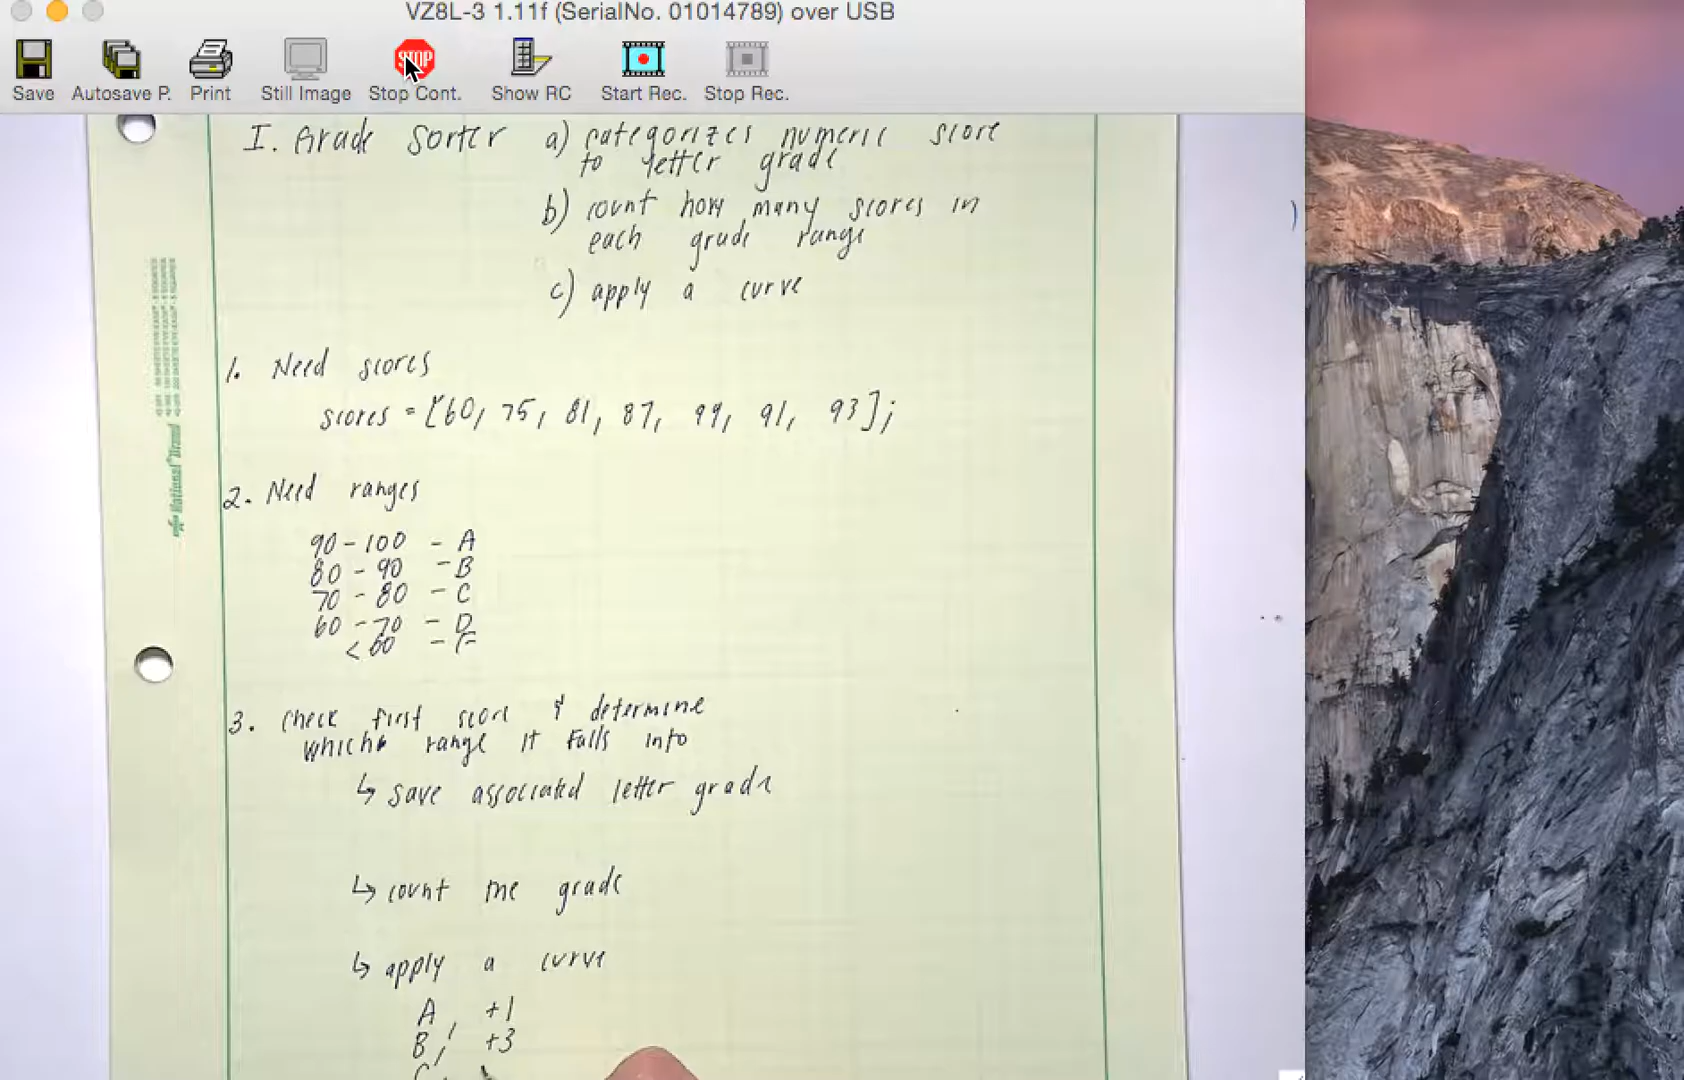 VZ8L-3 1.11f (SerialNo. 01014789) over USB
Save Autosave P. Print Still Image Stop Cont. Show RC Start Rec. Stop Rec.
STOP
I. Grade Sorter a) categorizes numeric score
to letter grade
b) count how many scores in
each grade range
c) apply a curve
1. Need scores
scores = [60, 75, 81, 87, 99, 91, 93];
2. Need ranges
90 - 100 - A
80 - 90 - B
70 - 80 - C
60 - 70 - D
< 60 - F
3. Check first score & determine
which range it falls into
↳ save associated letter grade
↳ count the grade
↳ apply a curve
A, +1
B, +3
National Brand